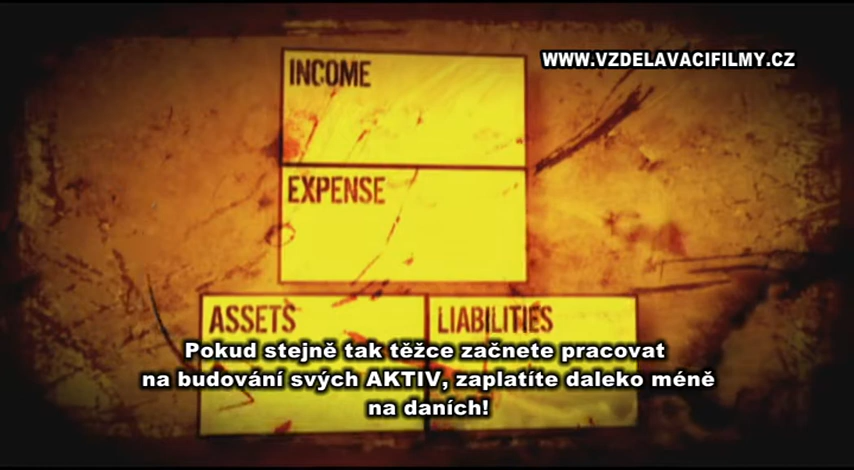 WWW.VZDELAVACIFILMY.CZ
INCOME
EXPENSE
ASSETS
LIABILITIES
Pokud stejně tak těžce začnete pracovat
na budování svých AKTIV, zaplatíte daleko méně
na daních!